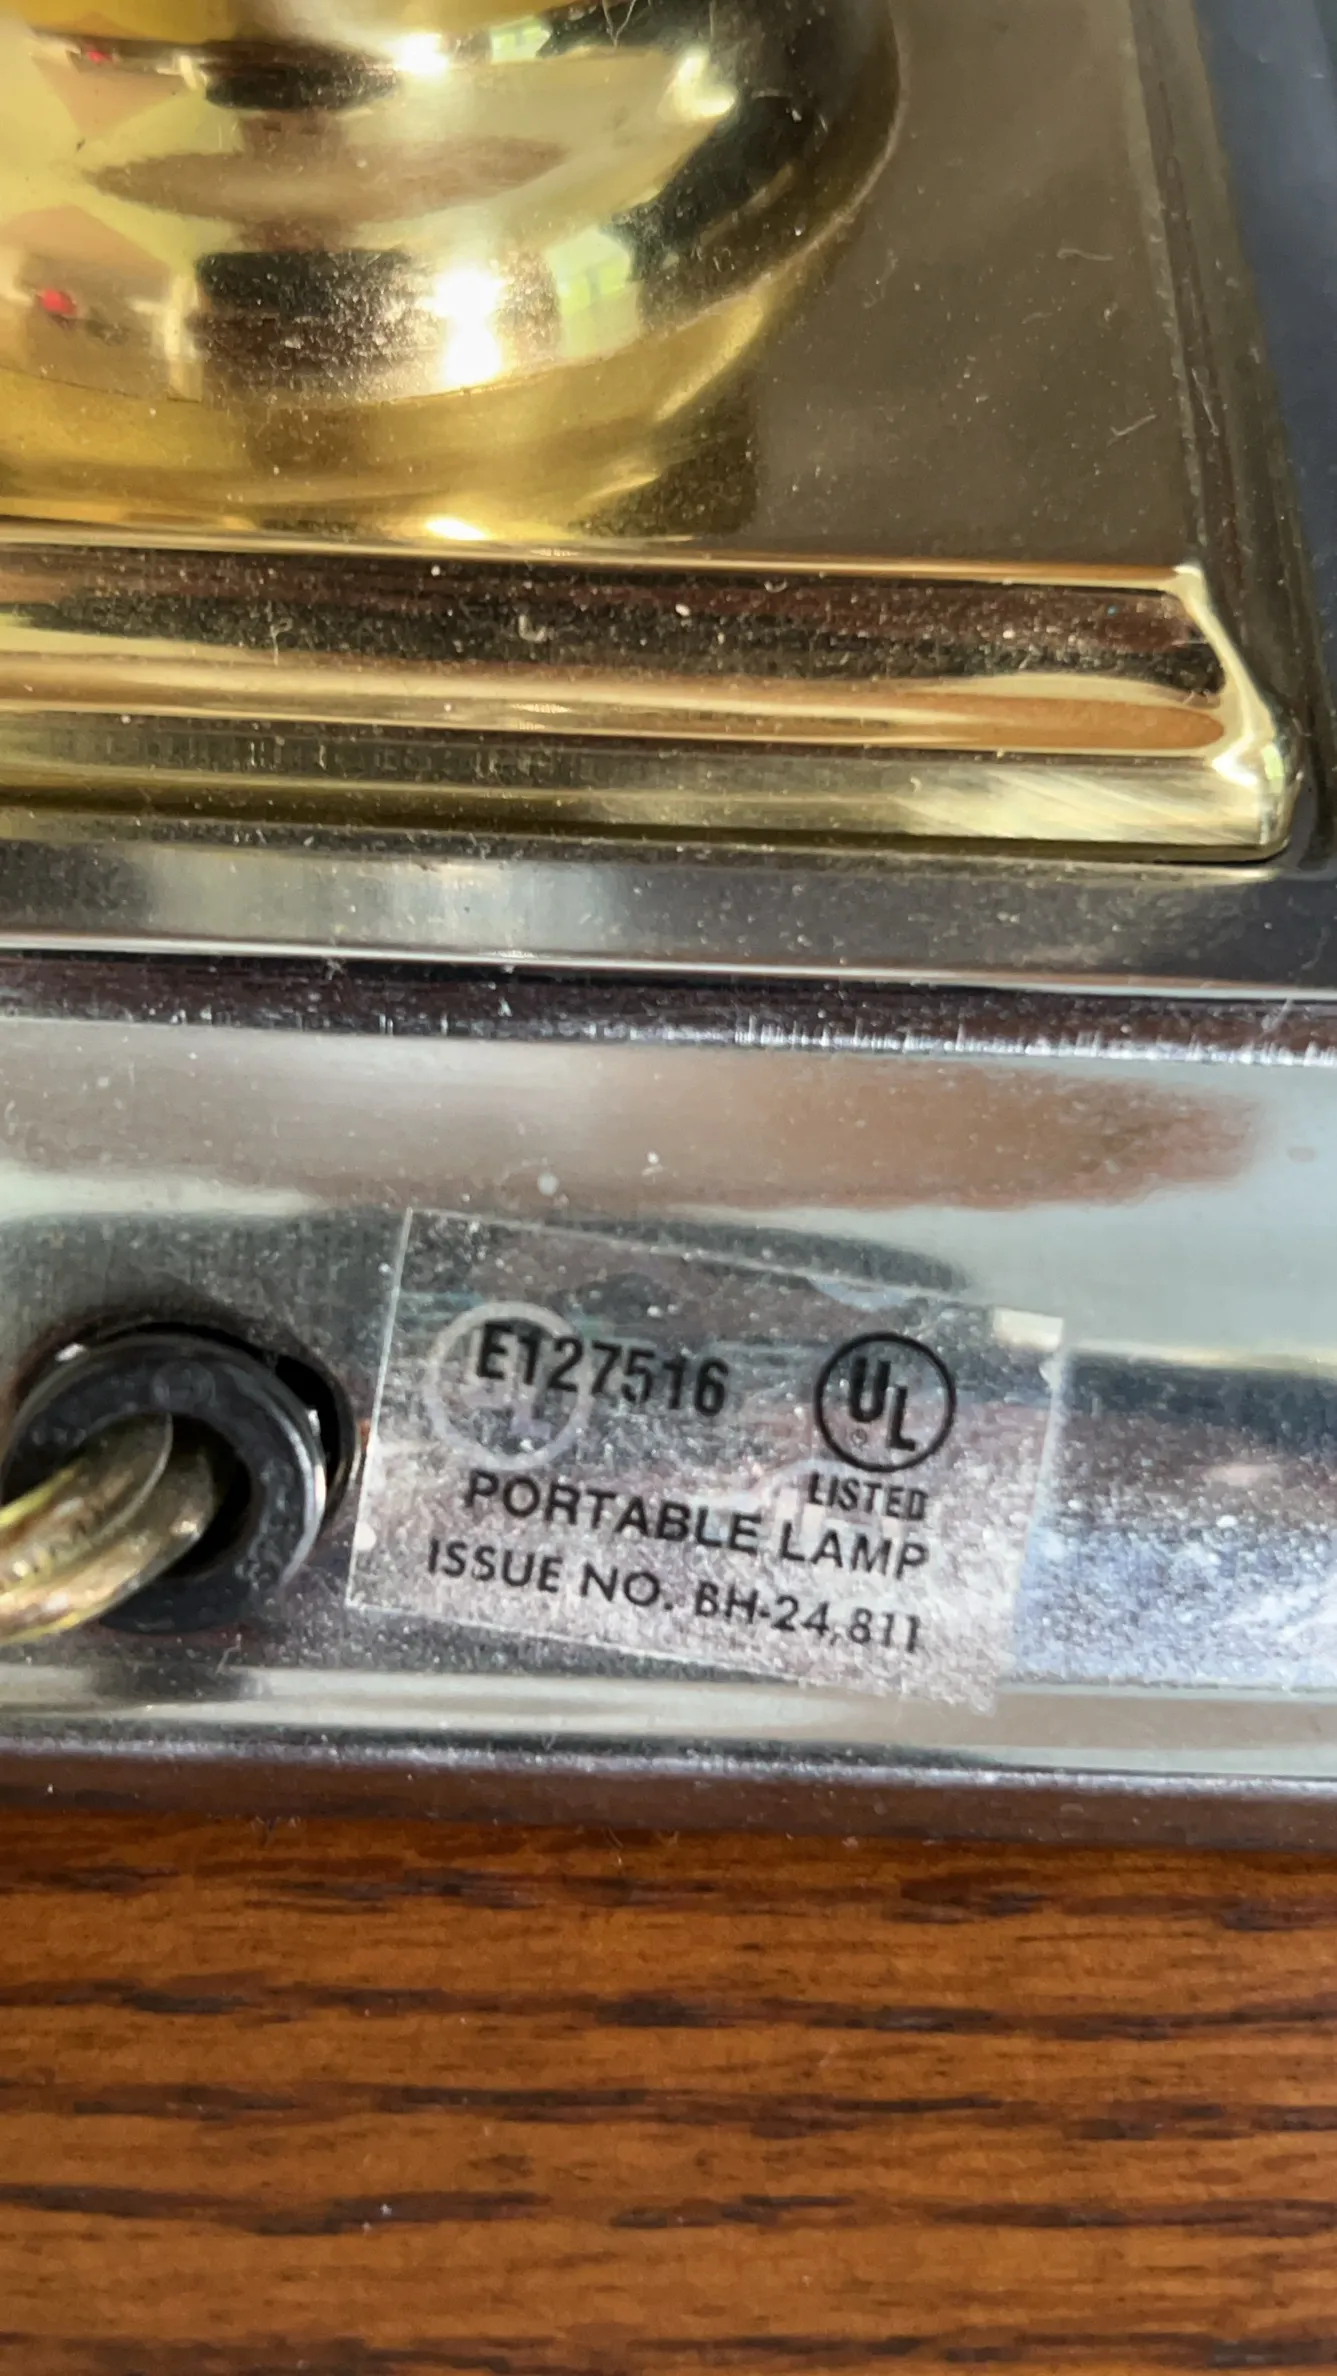 E127516
UL
LISTED
PORTABLE LAMP
ISSUE NO. BH-24,811